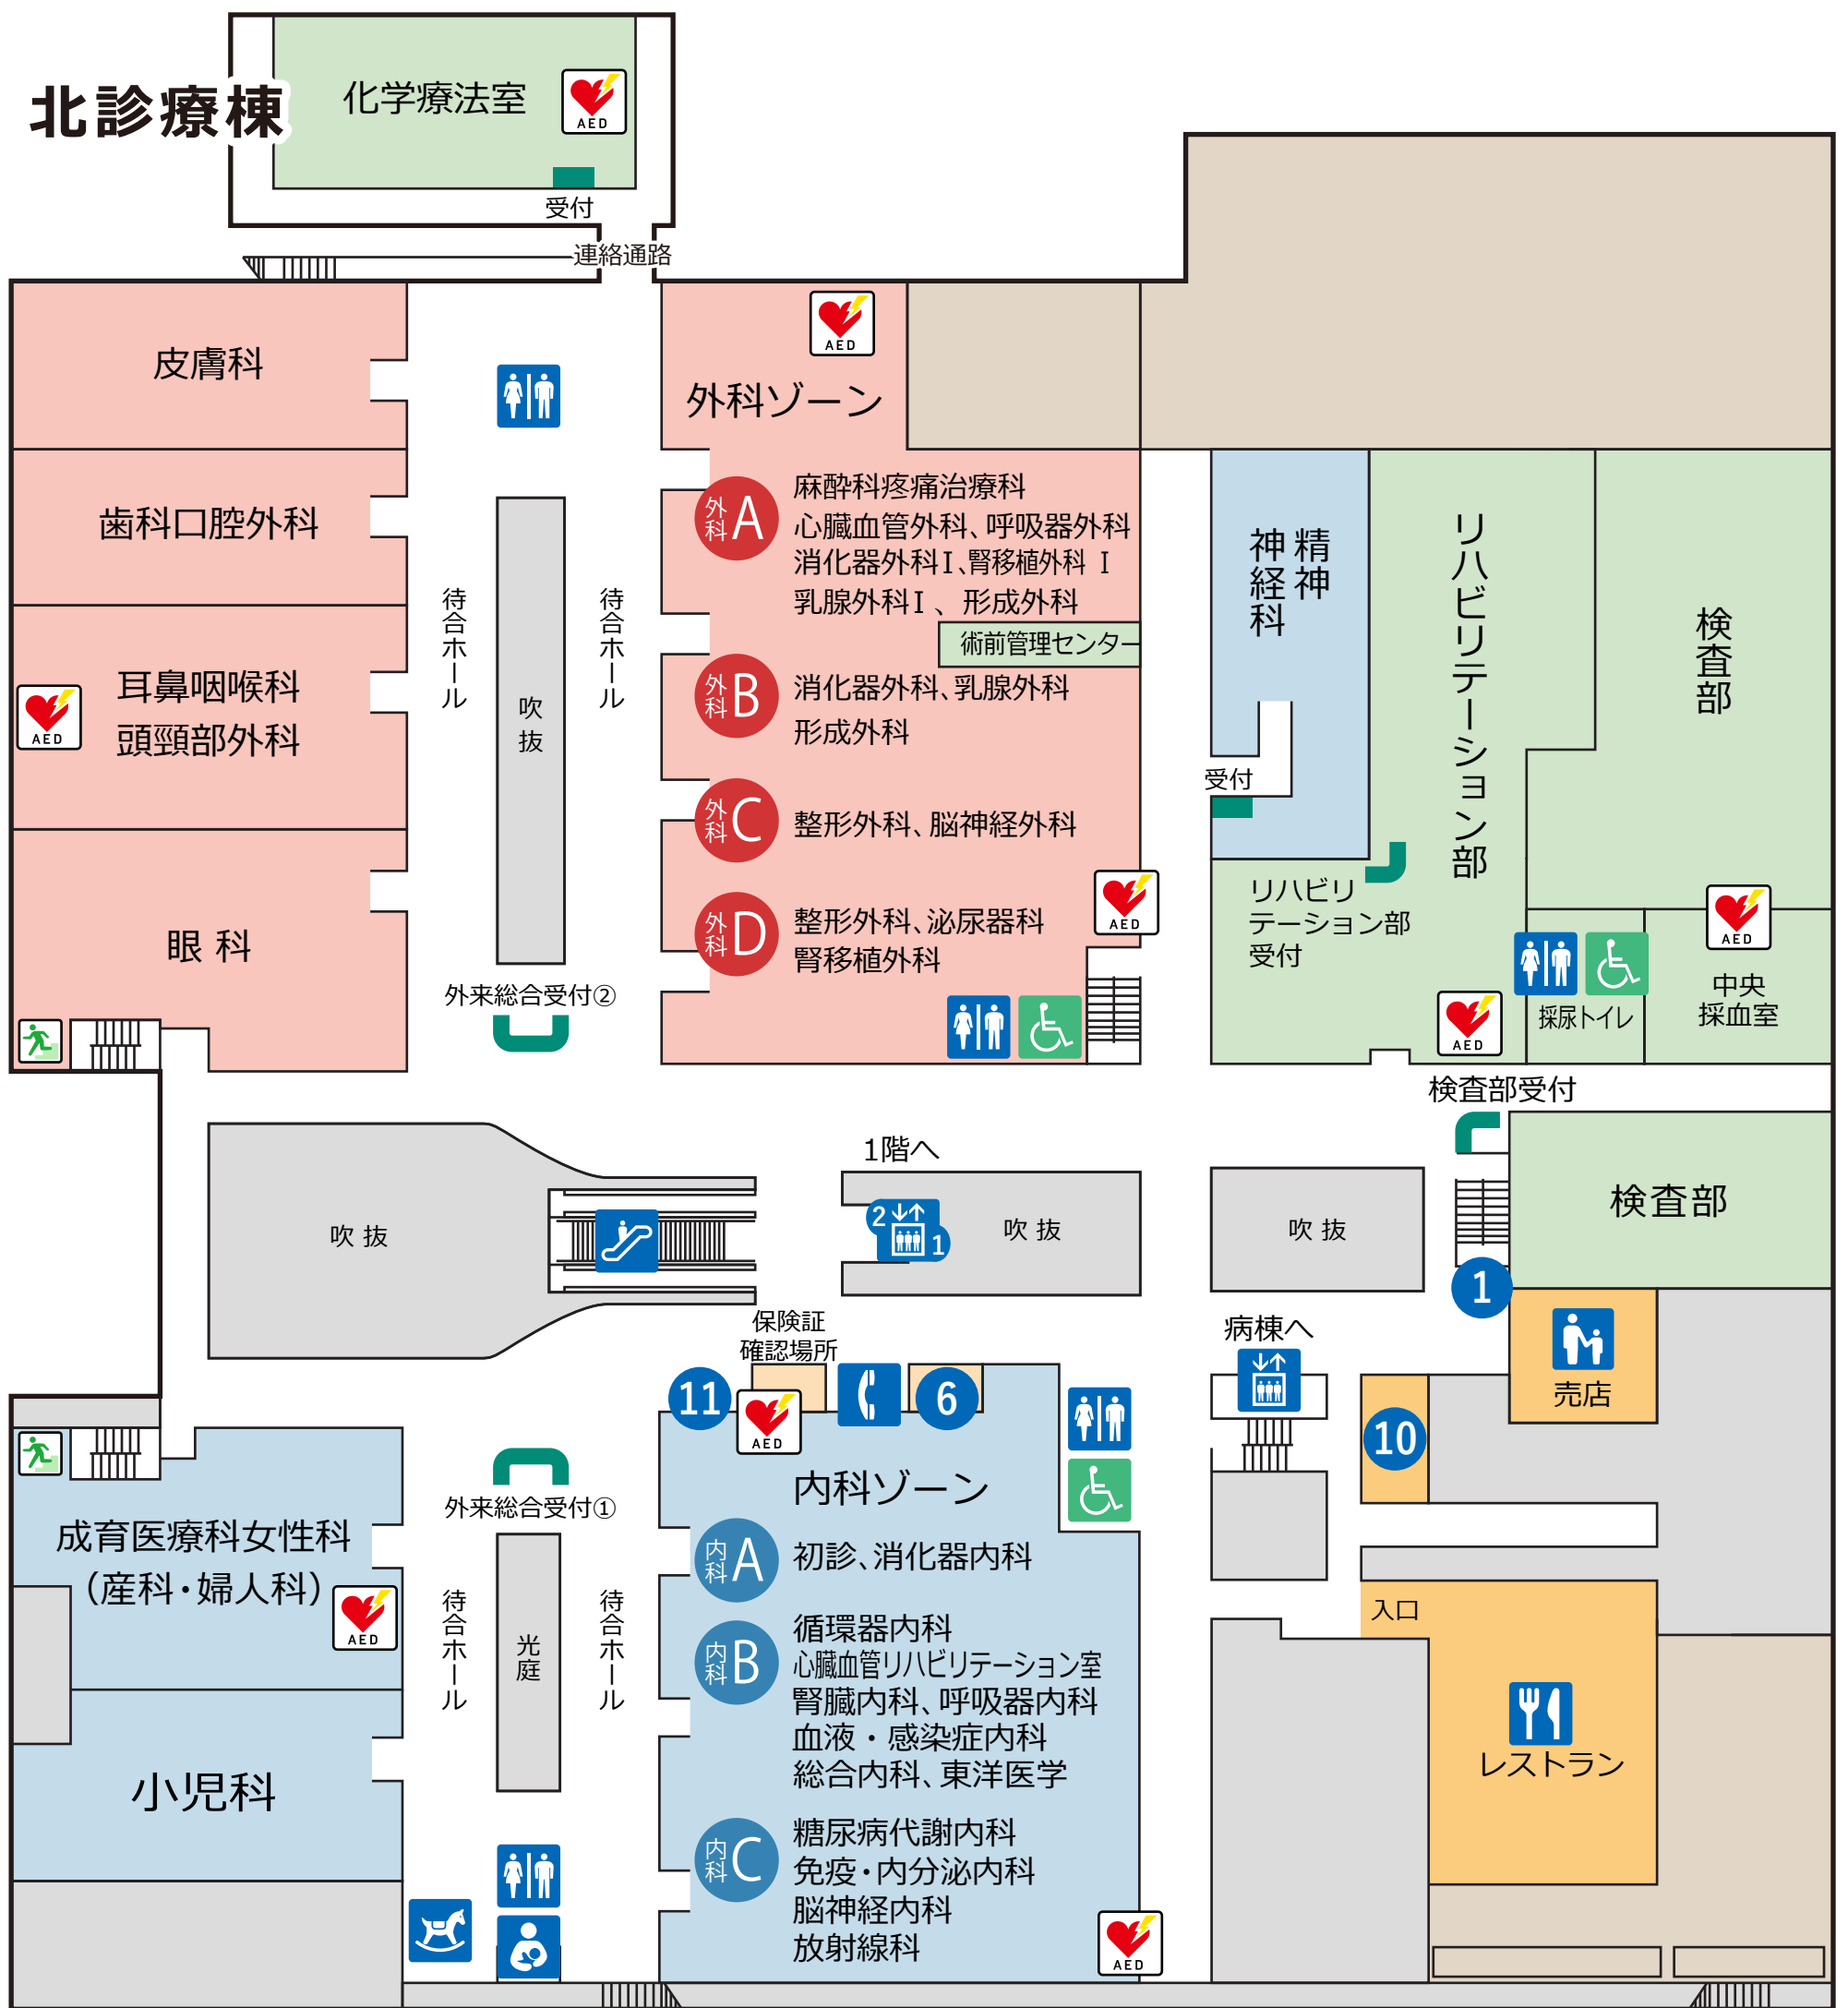 北診療棟
化学療法室
AED
受付
連絡通路
皮膚科
歯科口腔外科
耳鼻咽喉科
頭頸部外科
AED
眼 科
待合ホール
待合ホール
吹抜
外来総合受付②
AED
外科ゾーン
外科A
麻酔科疼痛治療科
心臓血管外科、呼吸器外科
消化器外科Ⅰ、腎移植外科 Ⅰ
乳腺外科Ⅰ、形成外科
術前管理センター
外科B
消化器外科、乳腺外科
形成外科
外科C
整形外科、脳神経外科
外科D
整形外科、泌尿器科
腎移植外科
AED
精神
神経科
受付
リハビリテーション部
リハビリ
テーション部
受付
AED
検査部
AED
採尿トイレ
中央
採血室
検査部受付
検査部
吹 抜
1階へ
2
1
吹 抜
吹 抜
1
売店
保険証
確認場所
11
AED
6
病棟へ
10
外来総合受付①
成育医療科女性科
（産科・婦人科）
AED
小児科
待合ホール
待合ホール
光庭
内科ゾーン
内科A
初診、消化器内科
内科B
循環器内科
心臓血管リハビリテーション室
腎臓内科、呼吸器内科
血液・感染症内科
総合内科、東洋医学
内科C
糖尿病代謝内科
免疫・内分泌内科
脳神経内科
放射線科
AED
入口
レストラン